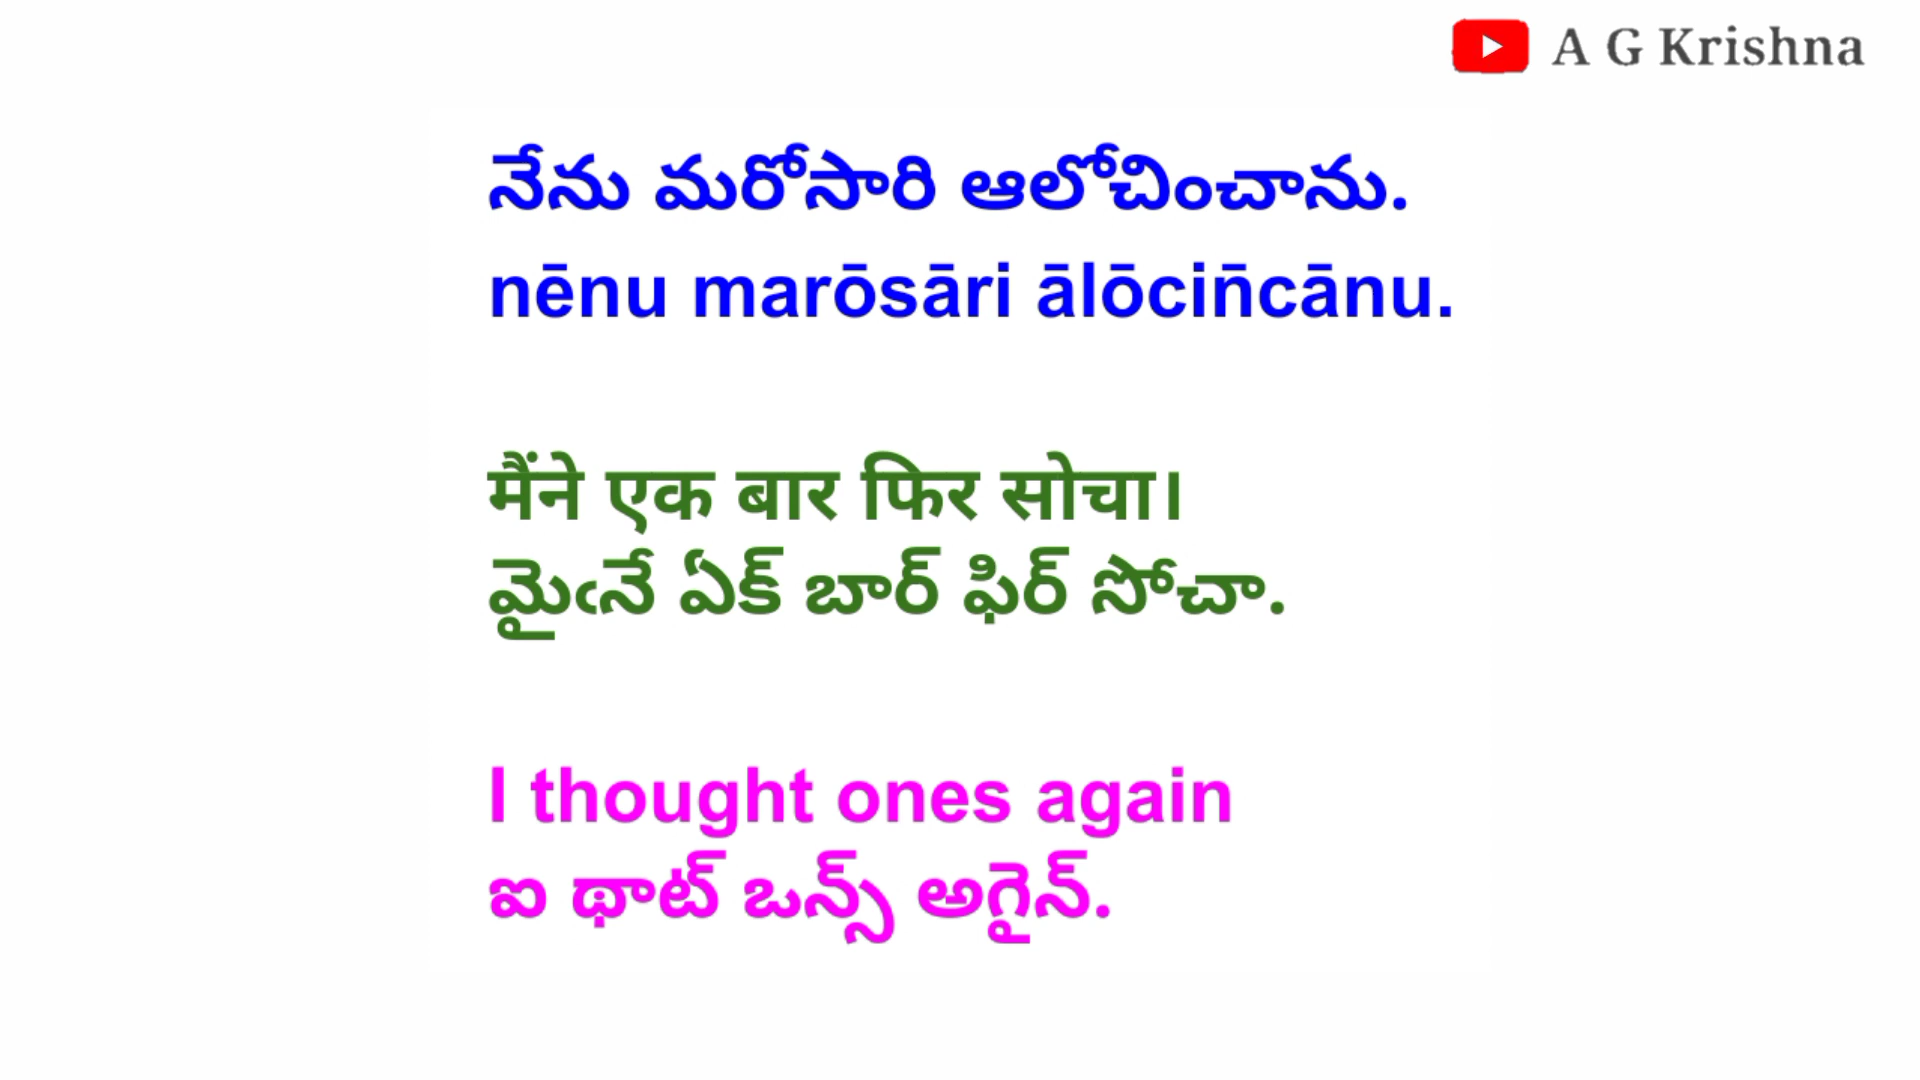 A G Krishna
నేను మరోసారి ఆలోచించాను.
nēnu marōsāri ālōcin̄cānu.
मैंने एक बार फिर सोचा।
మైఁనే ఏక్ బార్ ఫిర్ సోచా.
I thought ones again
ఐ థాట్ ఒన్స్ అగైన్.